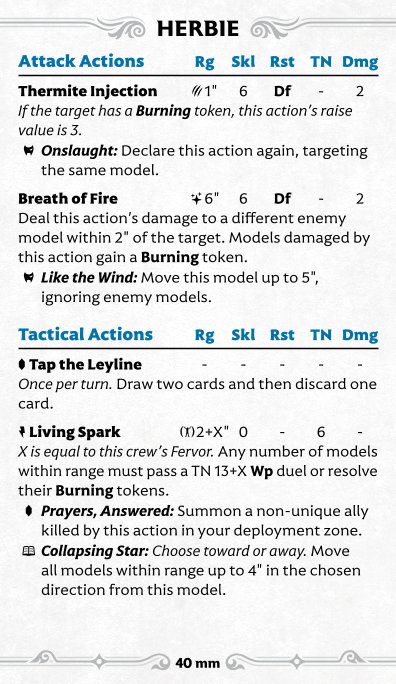 HERBIE
Attack Actions Rg Skl Rst TN Dmg
Thermite Injection 1" 6 Df - 2
If the target has a Burning token, this action's raise
value is 3.
Onslaught: Declare this action again, targeting
the same model.
Breath of Fire 6" 6 Df - 2
Deal this action's damage to a different enemy
model within 2" of the target. Models damaged by
this action gain a Burning token.
Like the Wind: Move this model up to 5",
ignoring enemy models.
Tactical Actions Rg Skl Rst TN Dmg
Tap the Leyline - - - - -
Once per turn. Draw two cards and then discard one
card.
Living Spark 2+X" 0 - 6 -
X is equal to this crew's Fervor. Any number of models
within range must pass a TN 13+X Wp duel or resolve
their Burning tokens.
Prayers, Answered: Summon a non-unique ally
killed by this action in your deployment zone.
Collapsing Star: Choose toward or away. Move
all models within range up to 4" in the chosen
direction from this model.
40 mm